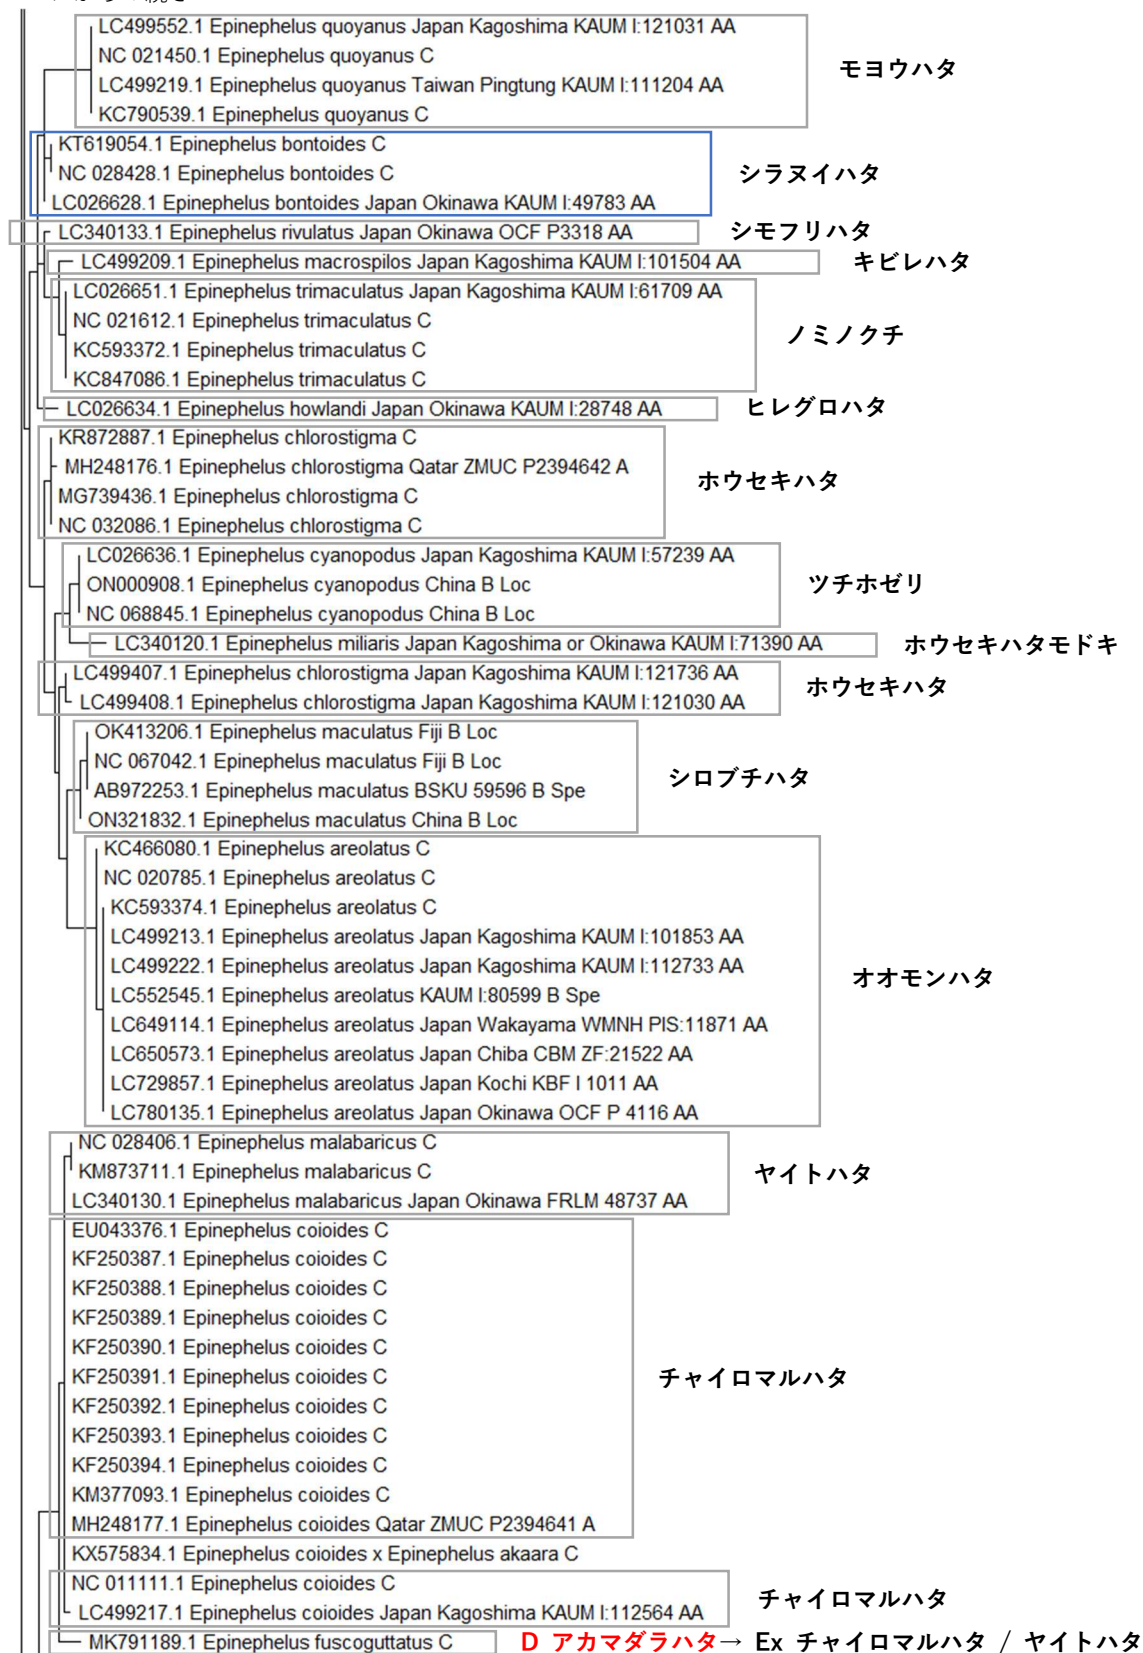 LC499552.1 Epinephelus quoyanus Japan Kagoshima KAUM I:121031 AA
NC 021450.1 Epinephelus quoyanus C
モヨウハタ
LC499219.1 Epinephelus quoyanus Taiwan Pingtung KAUM I:111204 AA
KC790539.1 Epinephelus quoyanus C
KT619054.1 Epinephelus bontoides C
NC 028428.1 Epinephelus bontoides C
シラヌイハタ
LC026628.1 Epinephelus bontoides Japan Okinawa KAUM I:49783 AA
LC340133.1 Epinephelus rivulatus Japan Okinawa OCF P3318 AA
シモフリハタ
LC499209.1 Epinephelus macrospilos Japan Kagoshima KAUM I:101504 AA
キビレハタ
LC026651.1 Epinephelus trimaculatus Japan Kagoshima KAUM I:61709 AA
NC 021612.1 Epinephelus trimaculatus C
ノミノクチ
KC593372.1 Epinephelus trimaculatus C
KC847086.1 Epinephelus trimaculatus C
LC026634.1 Epinephelus howlandi Japan Okinawa KAUM I:28748 AA
ヒレグロハタ
KR872887.1 Epinephelus chlorostigma C
MH248176.1 Epinephelus chlorostigma Qatar ZMUC P2394642 A
ホウセキハタ
MG739436.1 Epinephelus chlorostigma C
NC 032086.1 Epinephelus chlorostigma C
LC026636.1 Epinephelus cyanopodus Japan Kagoshima KAUM I:57239 AA
ON000908.1 Epinephelus cyanopodus China B Loc
ツチホゼリ
NC 068845.1 Epinephelus cyanopodus China B Loc
LC340120.1 Epinephelus miliaris Japan Kagoshima or Okinawa KAUM I:71390 AA
ホウセキハタモドキ
LC499407.1 Epinephelus chlorostigma Japan Kagoshima KAUM I:121736 AA
ホウセキハタ
LC499408.1 Epinephelus chlorostigma Japan Kagoshima KAUM I:121030 AA
OK413206.1 Epinephelus maculatus Fiji B Loc
NC 067042.1 Epinephelus maculatus Fiji B Loc
シロブチハタ
AB972253.1 Epinephelus maculatus BSKU 59596 B Spe
ON321832.1 Epinephelus maculatus China B Loc
KC466080.1 Epinephelus areolatus C
NC 020785.1 Epinephelus areolatus C
KC593374.1 Epinephelus areolatus C
LC499213.1 Epinephelus areolatus Japan Kagoshima KAUM I:101853 AA
LC499222.1 Epinephelus areolatus Japan Kagoshima KAUM I:112733 AA
オオモンハタ
LC552545.1 Epinephelus areolatus KAUM I:80599 B Spe
LC649114.1 Epinephelus areolatus Japan Wakayama WMNH PIS:11871 AA
LC650573.1 Epinephelus areolatus Japan Chiba CBM ZF:21522 AA
LC729857.1 Epinephelus areolatus Japan Kochi KBF I 1011 AA
LC780135.1 Epinephelus areolatus Japan Okinawa OCF P 4116 AA
NC 028406.1 Epinephelus malabaricus C
KM873711.1 Epinephelus malabaricus C
ヤイトハタ
LC340130.1 Epinephelus malabaricus Japan Okinawa FRLM 48737 AA
EU043376.1 Epinephelus coioides C
KF250387.1 Epinephelus coioides C
KF250388.1 Epinephelus coioides C
KF250389.1 Epinephelus coioides C
KF250390.1 Epinephelus coioides C
KF250391.1 Epinephelus coioides C
チャイロマルハタ
KF250392.1 Epinephelus coioides C
KF250393.1 Epinephelus coioides C
KF250394.1 Epinephelus coioides C
KM377093.1 Epinephelus coioides C
MH248177.1 Epinephelus coioides Qatar ZMUC P2394641 A
KX575834.1 Epinephelus coioides x Epinephelus akaara C
NC 011111.1 Epinephelus coioides C
チャイロマルハタ
LC499217.1 Epinephelus coioides Japan Kagoshima KAUM I:112564 AA
MK791189.1 Epinephelus fuscoguttatus C
D アカマダラハタ→ Ex チャイロマルハタ / ヤイトハタ